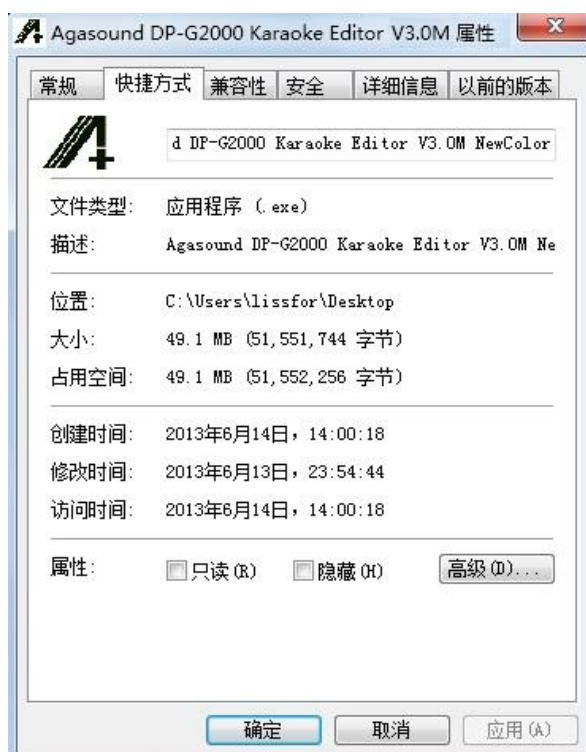 Agasound DP-G2000 Karaoke Editor V3.0M 属性
常规 快捷方式 兼容性 安全 详细信息 以前的版本
d DP-G2000 Karaoke Editor V3.0M NewColor
文件类型: 应用程序 (.exe)
描述: Agasound DP-G2000 Karaoke Editor V3.0M Ne
位置: C:\Users\lissfor\Desktop
大小: 49.1 MB (51,551,744 字节)
占用空间: 49.1 MB (51,552,256 字节)
创建时间: 2013年6月14日，14:00:18
修改时间: 2013年6月13日，23:54:44
访问时间: 2013年6月14日，14:00:18
属性: 只读(R) 隐藏(H) 高级(D)...
确定 取消 应用(A)